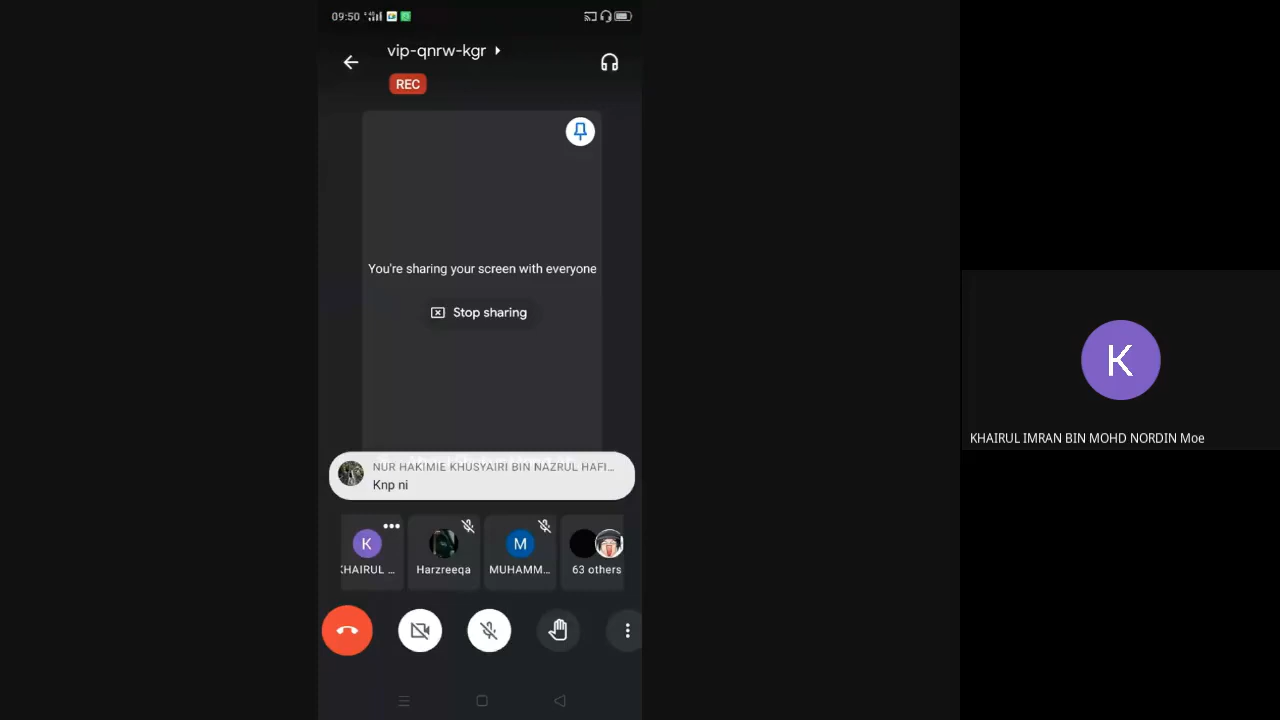 09:50
vip-qnrw-kgr
REC
You're sharing your screen with everyone
Stop sharing
NUR HAKIMIE KHUSYAIRI BIN NAZRUL HAFI...
Knp ni
K
KHAIRUL ...
Harzreeqa
M
MUHAMM...
63 others
K
KHAIRUL IMRAN BIN MOHD NORDIN Moe